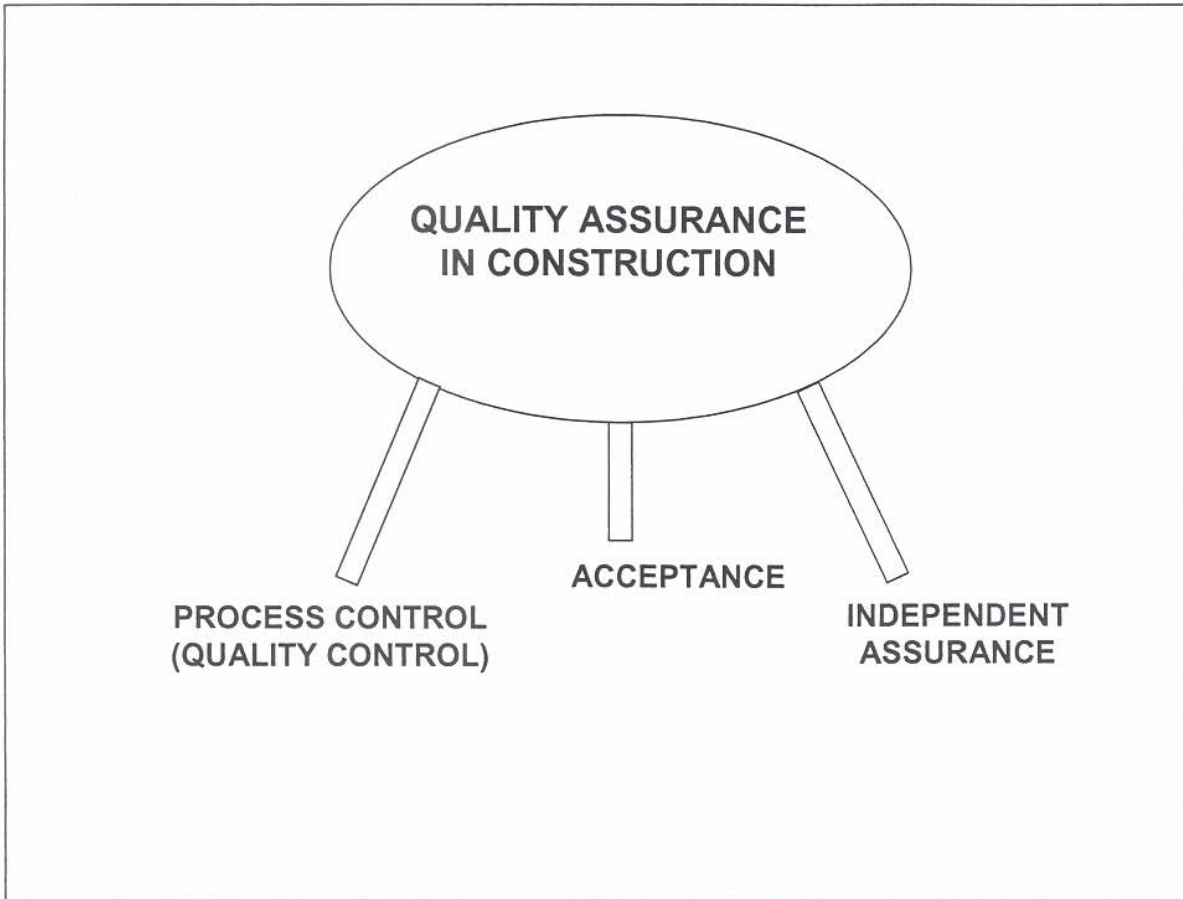 QUALITY ASSURANCE
IN CONSTRUCTION
ACCEPTANCE
PROCESS CONTROL
(QUALITY CONTROL)
INDEPENDENT
ASSURANCE